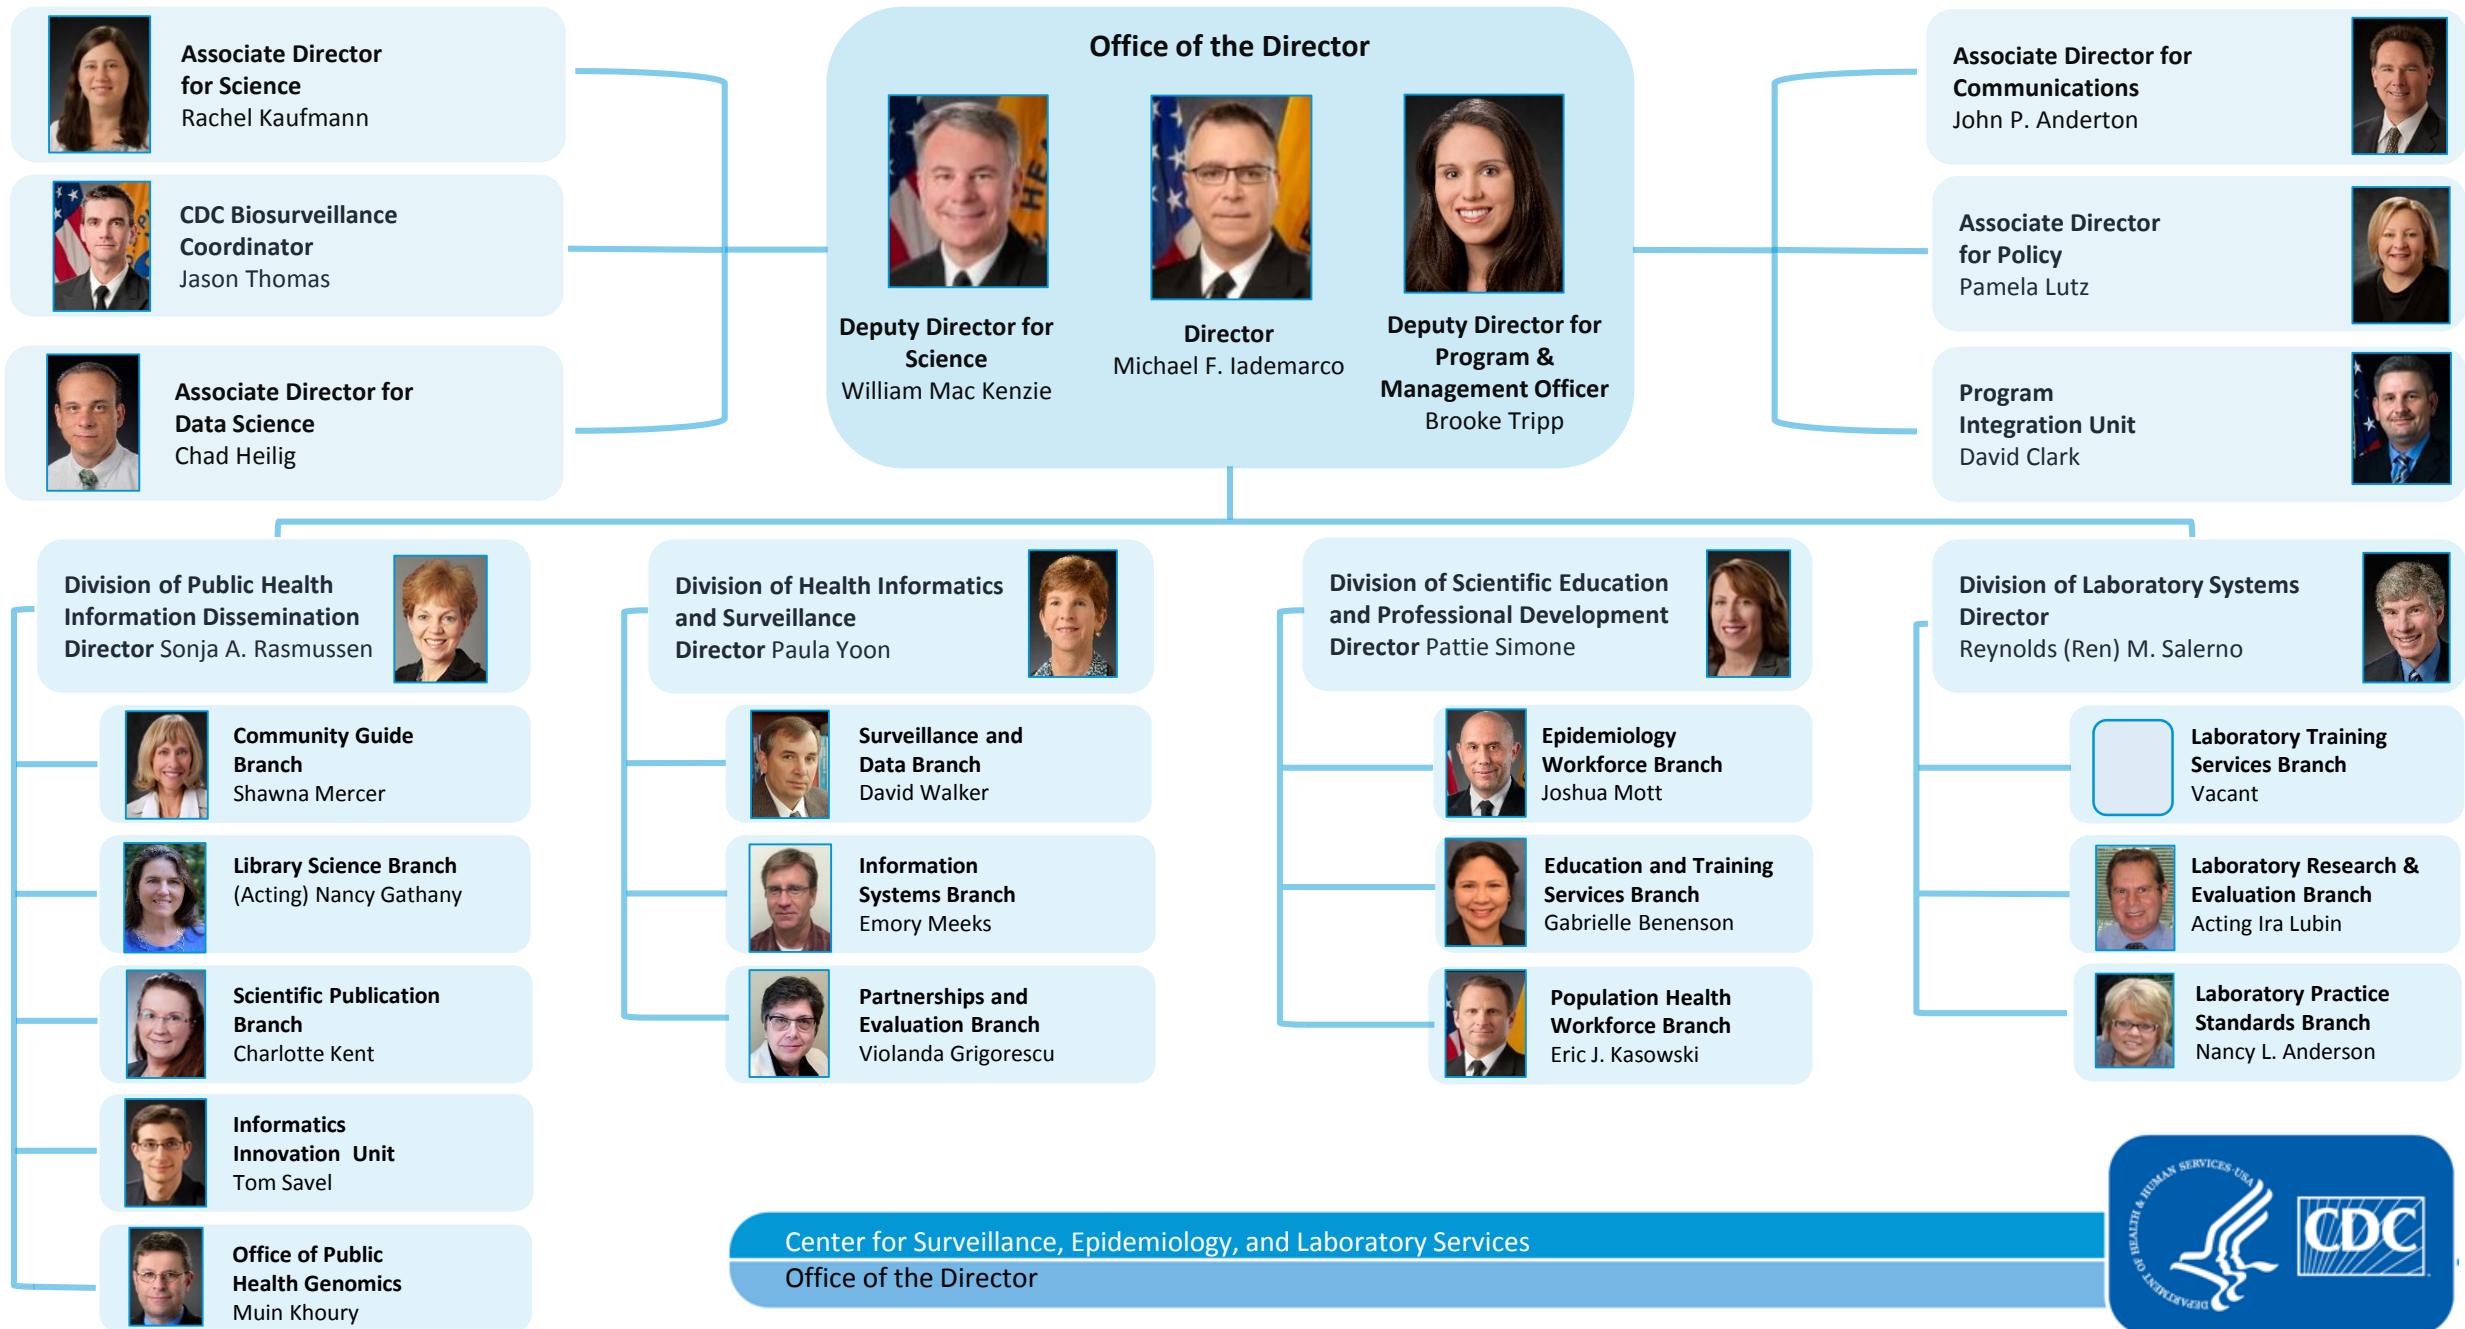 Associate Director
for Science
Rachel Kaufmann
CDC Biosurveillance
Coordinator
Jason Thomas
Associate Director for
Data Science
Chad Heilig
Office of the Director
Deputy Director for
Science
William Mac Kenzie
Director
Michael F. Iademarco
Deputy Director for
Program &
Management Officer
Brooke Tripp
Associate Director for
Communications
John P. Anderton
Associate Director
for Policy
Pamela Lutz
Program
Integration Unit
David Clark
Division of Public Health
Information Dissemination
Director Sonja A. Rasmussen
Community Guide
Branch
Shawna Mercer
Library Science Branch
(Acting) Nancy Gathany
Scientific Publication
Branch
Charlotte Kent
Informatics
Innovation Unit
Tom Savel
Office of Public
Health Genomics
Muin Khoury
Division of Health Informatics
and Surveillance
Director Paula Yoon
Surveillance and
Data Branch
David Walker
Information
Systems Branch
Emory Meeks
Partnerships and
Evaluation Branch
Violanda Grigorescu
Division of Scientific Education
and Professional Development
Director Pattie Simone
Epidemiology
Workforce Branch
Joshua Mott
Education and Training
Services Branch
Gabrielle Benenson
Population Health
Workforce Branch
Eric J. Kasowski
Division of Laboratory Systems
Director
Reynolds (Ren) M. Salerno
Laboratory Training
Services Branch
Vacant
Laboratory Research &
Evaluation Branch
Acting Ira Lubin
Laboratory Practice
Standards Branch
Nancy L. Anderson
Center for Surveillance, Epidemiology, and Laboratory Services
Office of the Director
DEPARTMENT OF HEALTH & HUMAN SERVICES·USA
CDC